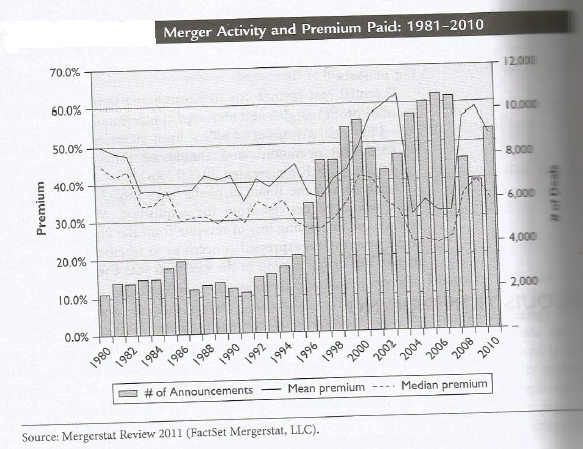 Merger Activity and Premium Paid: 1981–2010
70.0%
60.0%
50.0%
40.0%
30.0%
20.0%
10.0%
0.0%
Premium
12,000
10,000
8,000
6,000
4,000
2,000
–
# of Deals
1980 1982 1984 1986 1988 1990 1992 1994 1996 1998 2000 2002 2004 2006 2008 2010
# of Announcements Mean premium Median premium
Source: Mergerstat Review 2011 (FactSet Mergerstat, LLC).